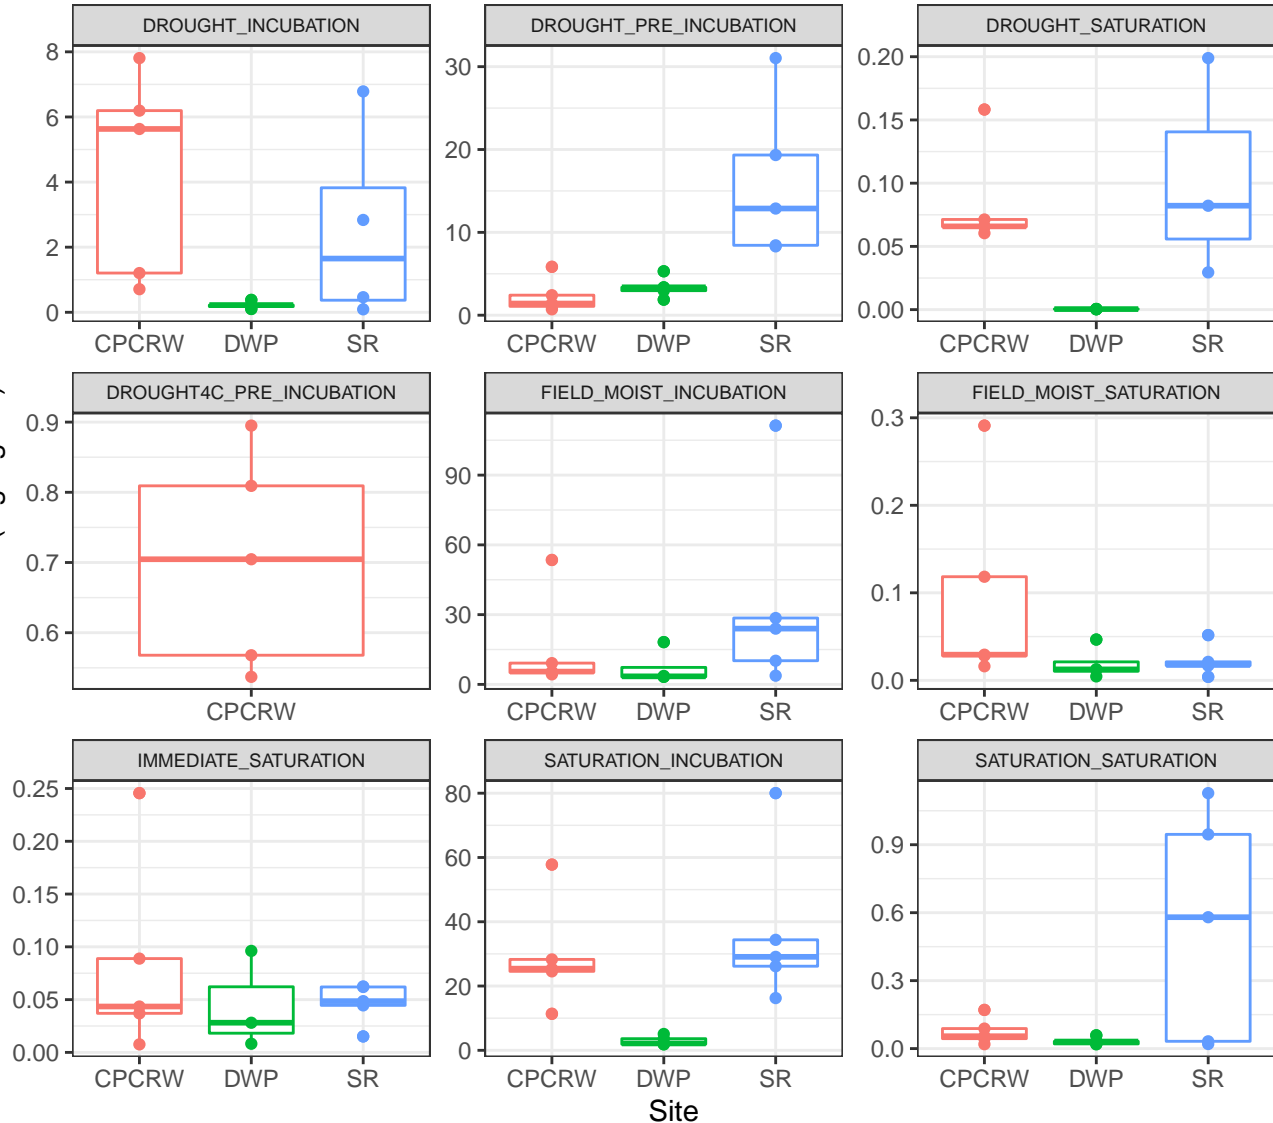 DROUGHT_INCUBATION
DROUGHT_PRE_INCUBATION
DROUGHT_SATURATION
8
6
4
2
0
30
20
10
0
0.20
0.15
0.10
0.05
0.00
CPCRW DWP SR
CPCRW DWP SR
CPCRW DWP SR
DROUGHT4C_PRE_INCUBATION
FIELD_MOIST_INCUBATION
FIELD_MOIST_SATURATION
0.9
0.8
0.7
0.6
90
60
30
0
0.3
0.2
0.1
0.0
CPCRW
CPCRW DWP SR
CPCRW DWP SR
IMMEDIATE_SATURATION
SATURATION_INCUBATION
SATURATION_SATURATION
0.25
0.20
0.15
0.10
0.05
0.00
80
60
40
20
0
0.9
0.6
0.3
0.0
CPCRW DWP SR
CPCRW DWP SR
CPCRW DWP SR
Site